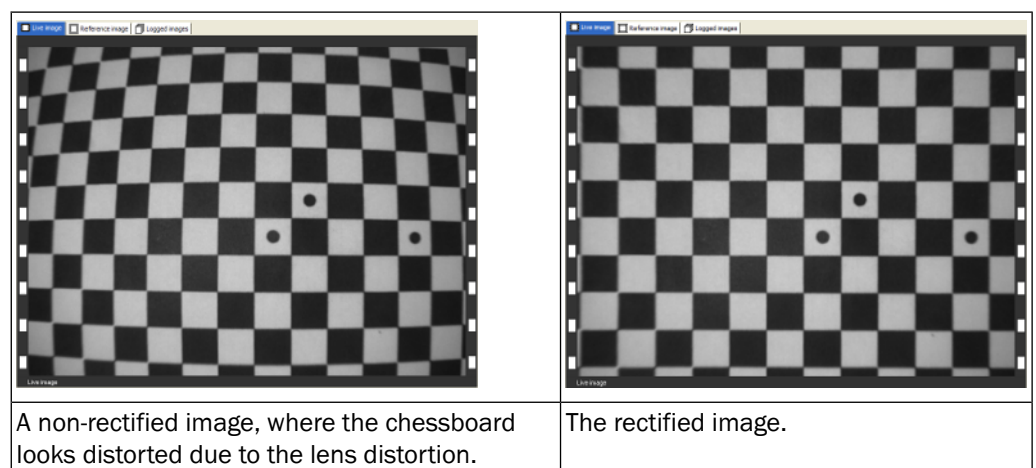 Live image Reference image Logged images
Live image
Live image Reference image Logged images
Live image
A non-rectified image, where the chessboard
looks distorted due to the lens distortion.
The rectified image.